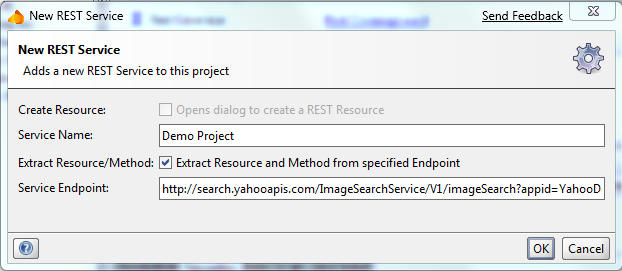 New REST Service
Send Feedback
New REST Service
Adds a new REST Service to this project
Create Resource:
Opens dialog to create a REST Resource
Service Name:
Demo Project
Extract Resource/Method:
Extract Resource and Method from specified Endpoint
Service Endpoint:
http://search.yahooapis.com/ImageSearchService/V1/imageSearch?appid=YahooD
?
OK
Cancel